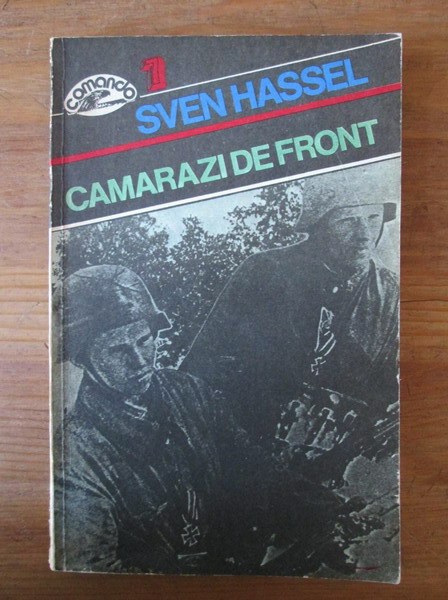 comando
1
SVEN HASSEL
CAMARAZI DE FRONT